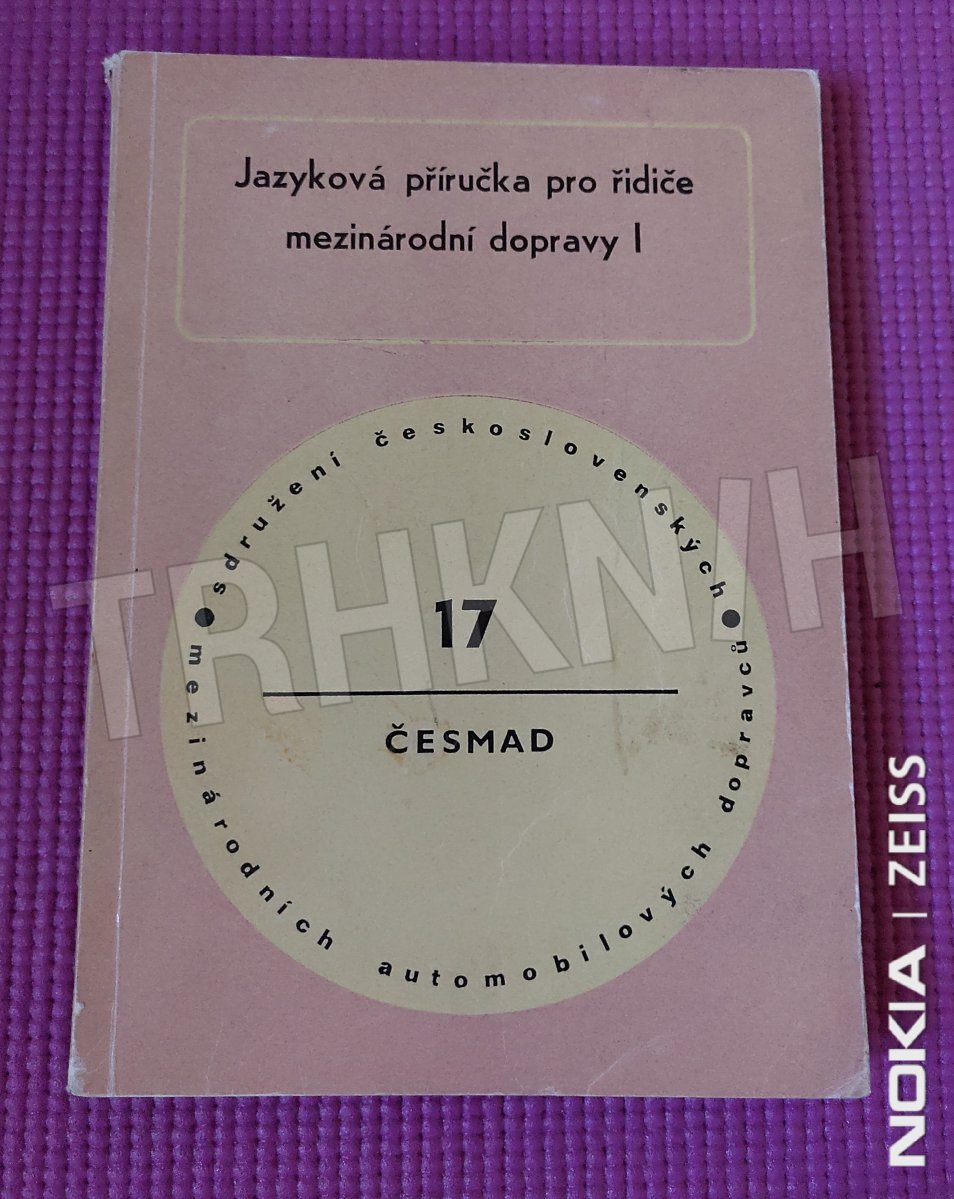 Jazyková příručka pro řidiče
mezinárodní dopravy I
sdružení československých
17
ČESMAD
mezinárodních automobilových dopravců
TRHKNIH
NOKIA | ZEISS